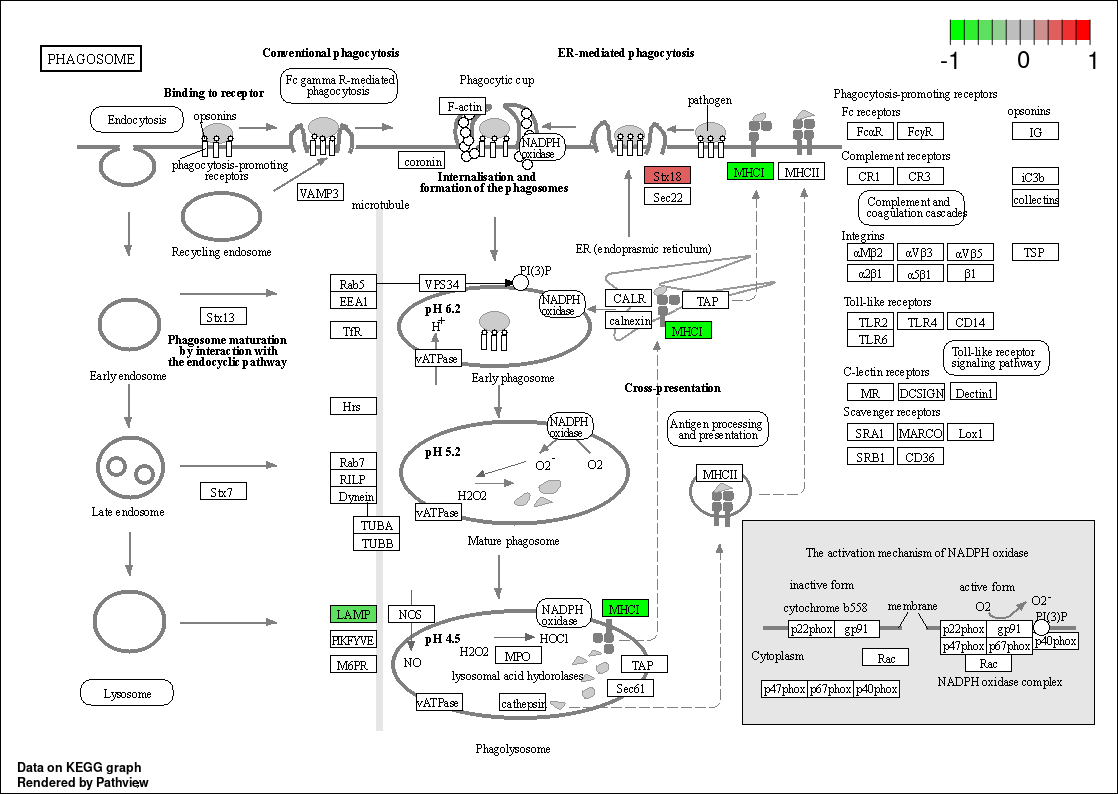 PHAGOSOME
Conventional phagocytosis
ER-mediated phagocytosis
-1 0 1
Fc gamma R-mediated
phagocytosis
Phagocytic cup
F-actin
Binding to receptor
Endocytosis
opsonins
pathogen
NADPH
oxidase
phagocytosis-promoting
receptors
coronin
Internalisation and
formation of the phagosomes
Stx18
Sec22
MHCI
MHCII
VAMP3
microtubule
Recycling endosome
ER (endoprasmic reticulum)
Phagocytosis-promoting receptors
Fc receptors
opsonins
FcαR
FcγR
IG
Complement receptors
CR1
CR3
iC3b
collectins
Complement and
coagulation cascades
Integrins
αMβ2
αVβ3
αVβ5
TSP
α2β1
α5β1
β1
Toll-like receptors
TLR2
TLR4
CD14
TLR6
Toll-like receptor
signaling pathway
C-lectin receptors
MR
DCSIGN
Dectin1
Scavenger receptors
SRA1
MARCO
Lox1
SRB1
CD36
Rab5
EEA1
VPS34
PI(3)P
NADPH
oxidase
CALR
TAP
calnexin
MHCI
Stx13
TfR
pH 6.2
H+
vATPase
Phagosome maturation
by interaction with
the endocyclic pathway
Early endosome
Early phagosome
Cross-presentation
Hrs
Antigen processing
and presentation
NADPH
oxidase
pH 5.2
O2-
O2
H2O2
vATPase
Rab7
RILP
Dynein
Stx7
TUBA
TUBB
MHCII
Late endosome
Mature phagosome
LAMP
PIKFYVE
M6PR
NOS
NO
NADPH
oxidase
MHCI
pH 4.5
HOCl
H2O2
MPO
lysosomal acid hydorolases
TAP
Sec61
vATPase
cathepsin
Lysosome
Phagolysosome
The activation mechanism of NADPH oxidase
inactive form
active form
cytochrome b558
membrane
O2
O2-
PI(3)P
p22phox
gp91
p22phox
gp91
p47phox
p67phox
p40phox
Cytoplasm
Rac
Rac
NADPH oxidase complex
p47phox
p67phox
p40phox
Data on KEGG graph
Rendered by Pathview